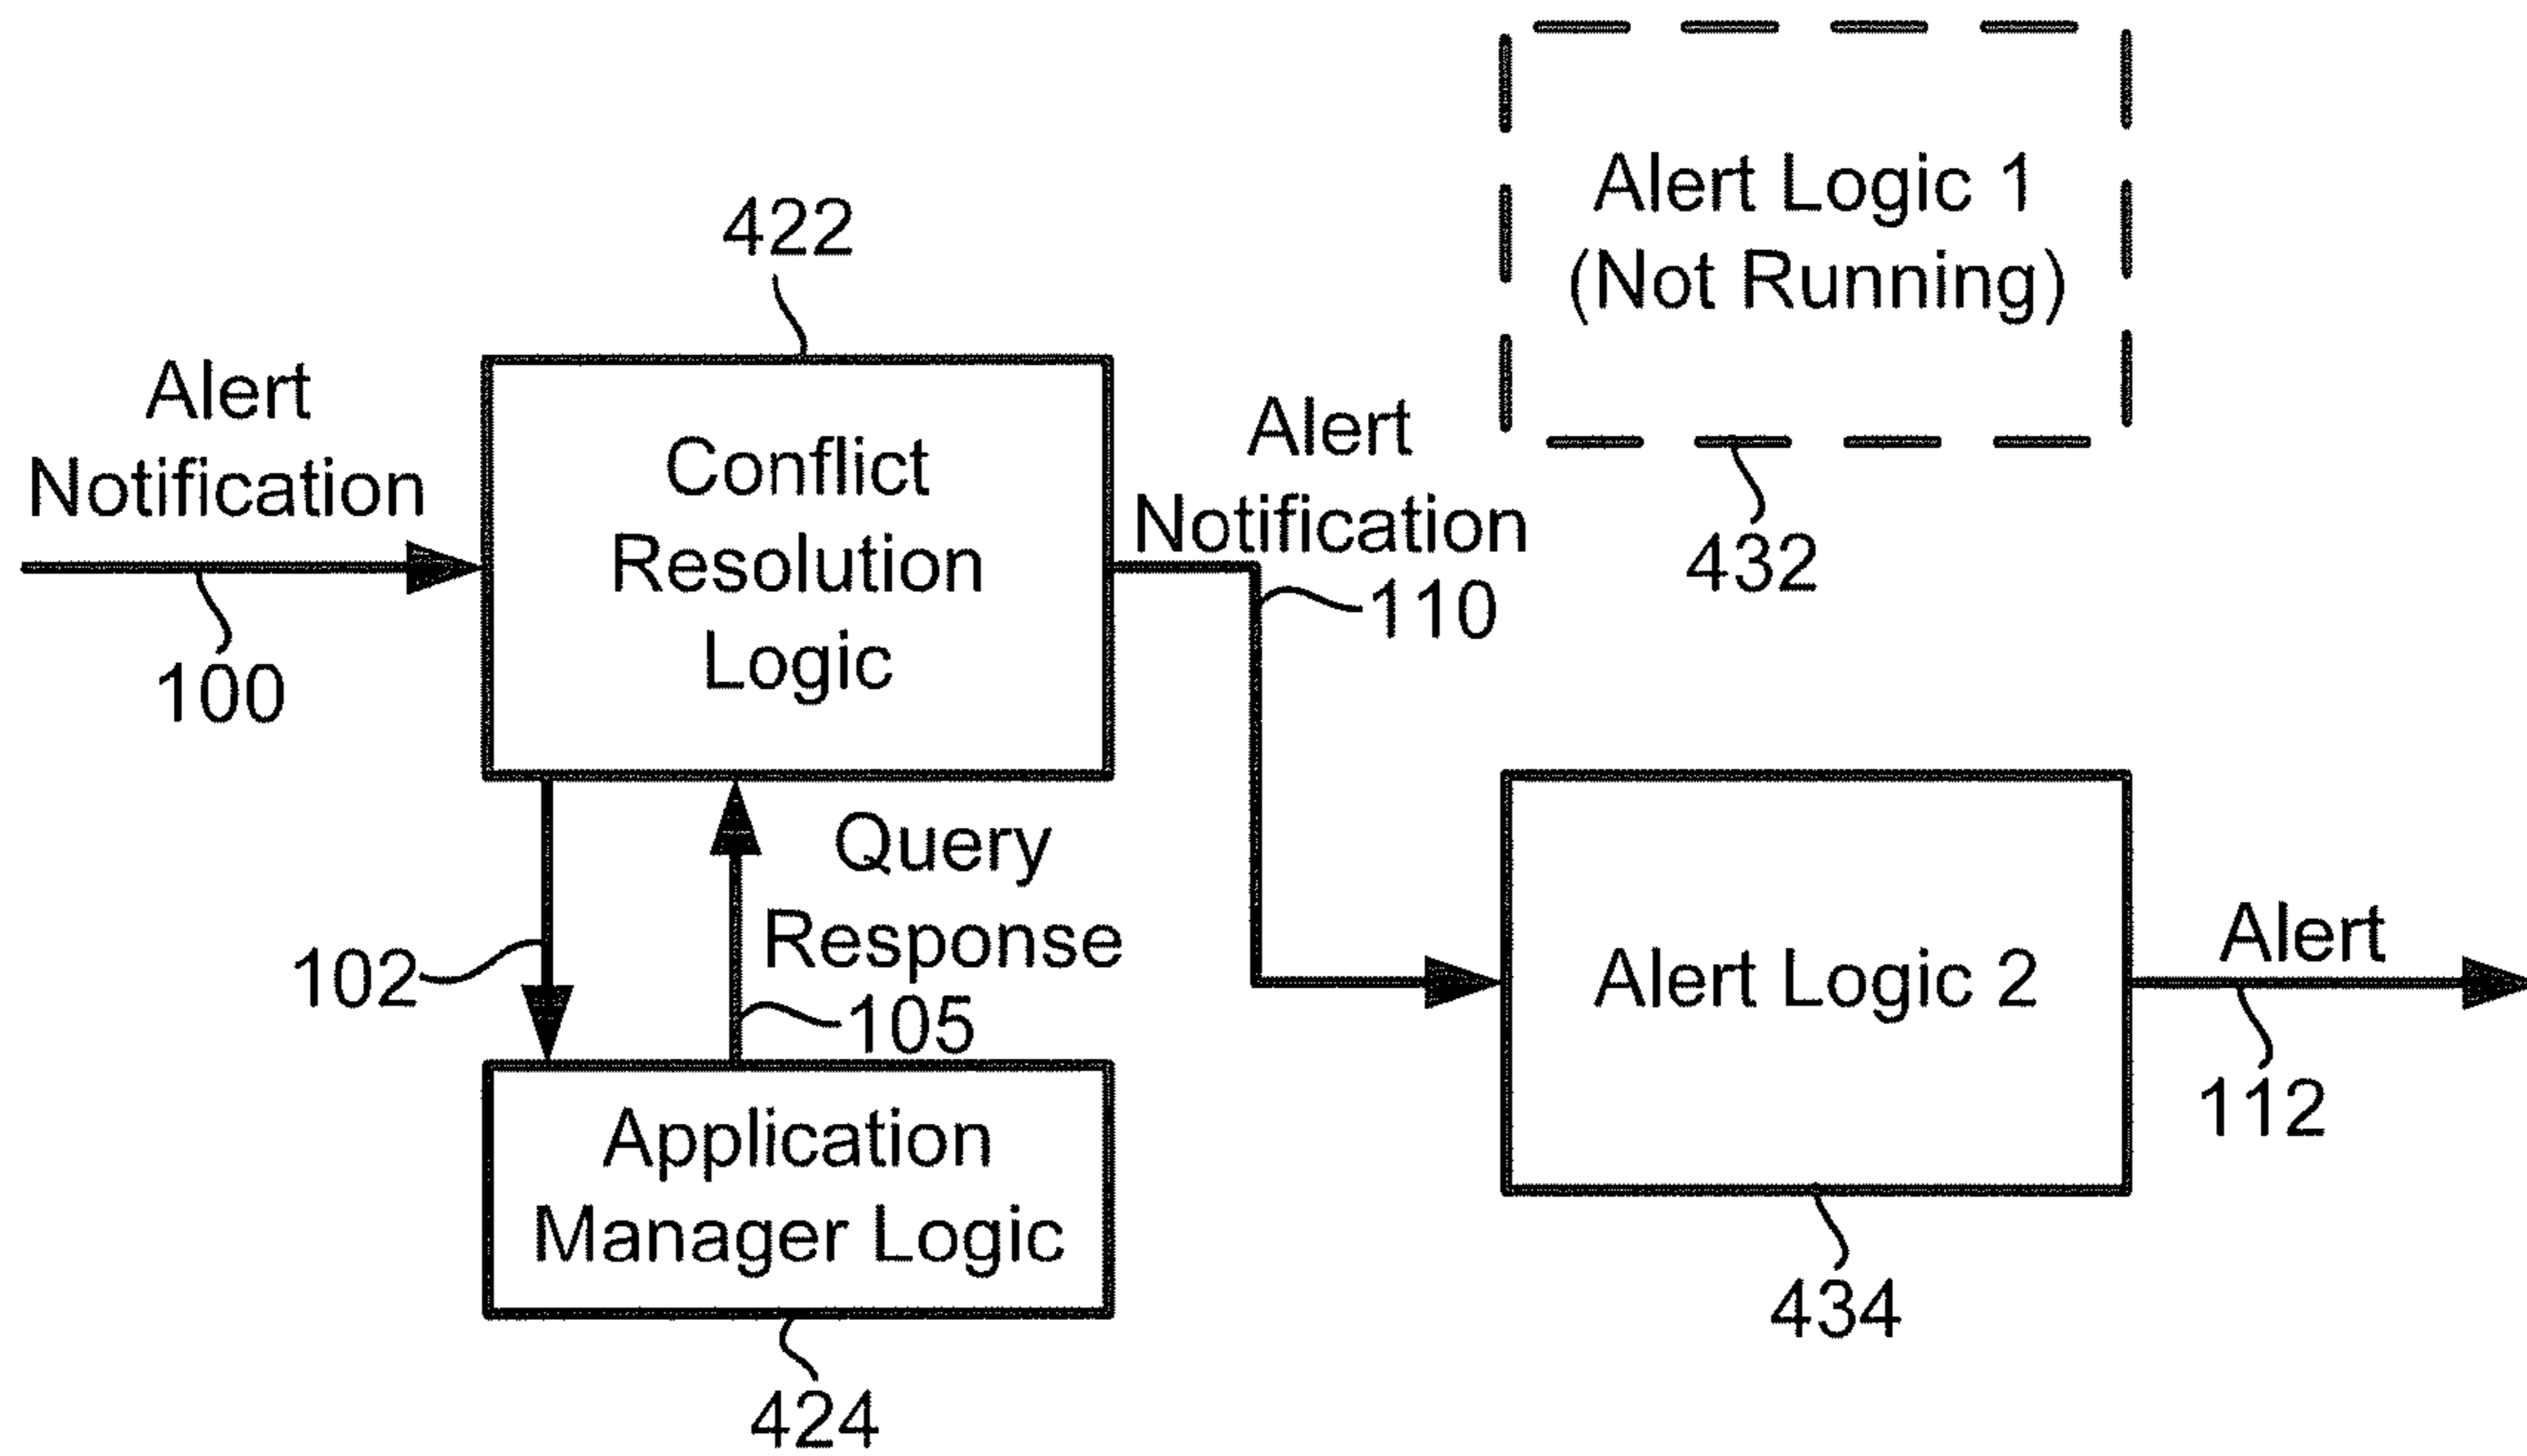 Alert Logic 1
(Not Running)
432
422
Alert
Notification
100
Conflict
Resolution
Logic
Alert
Notification
110
102
Query
Response
105
Application
Manager Logic
424
Alert Logic 2
434
Alert
112